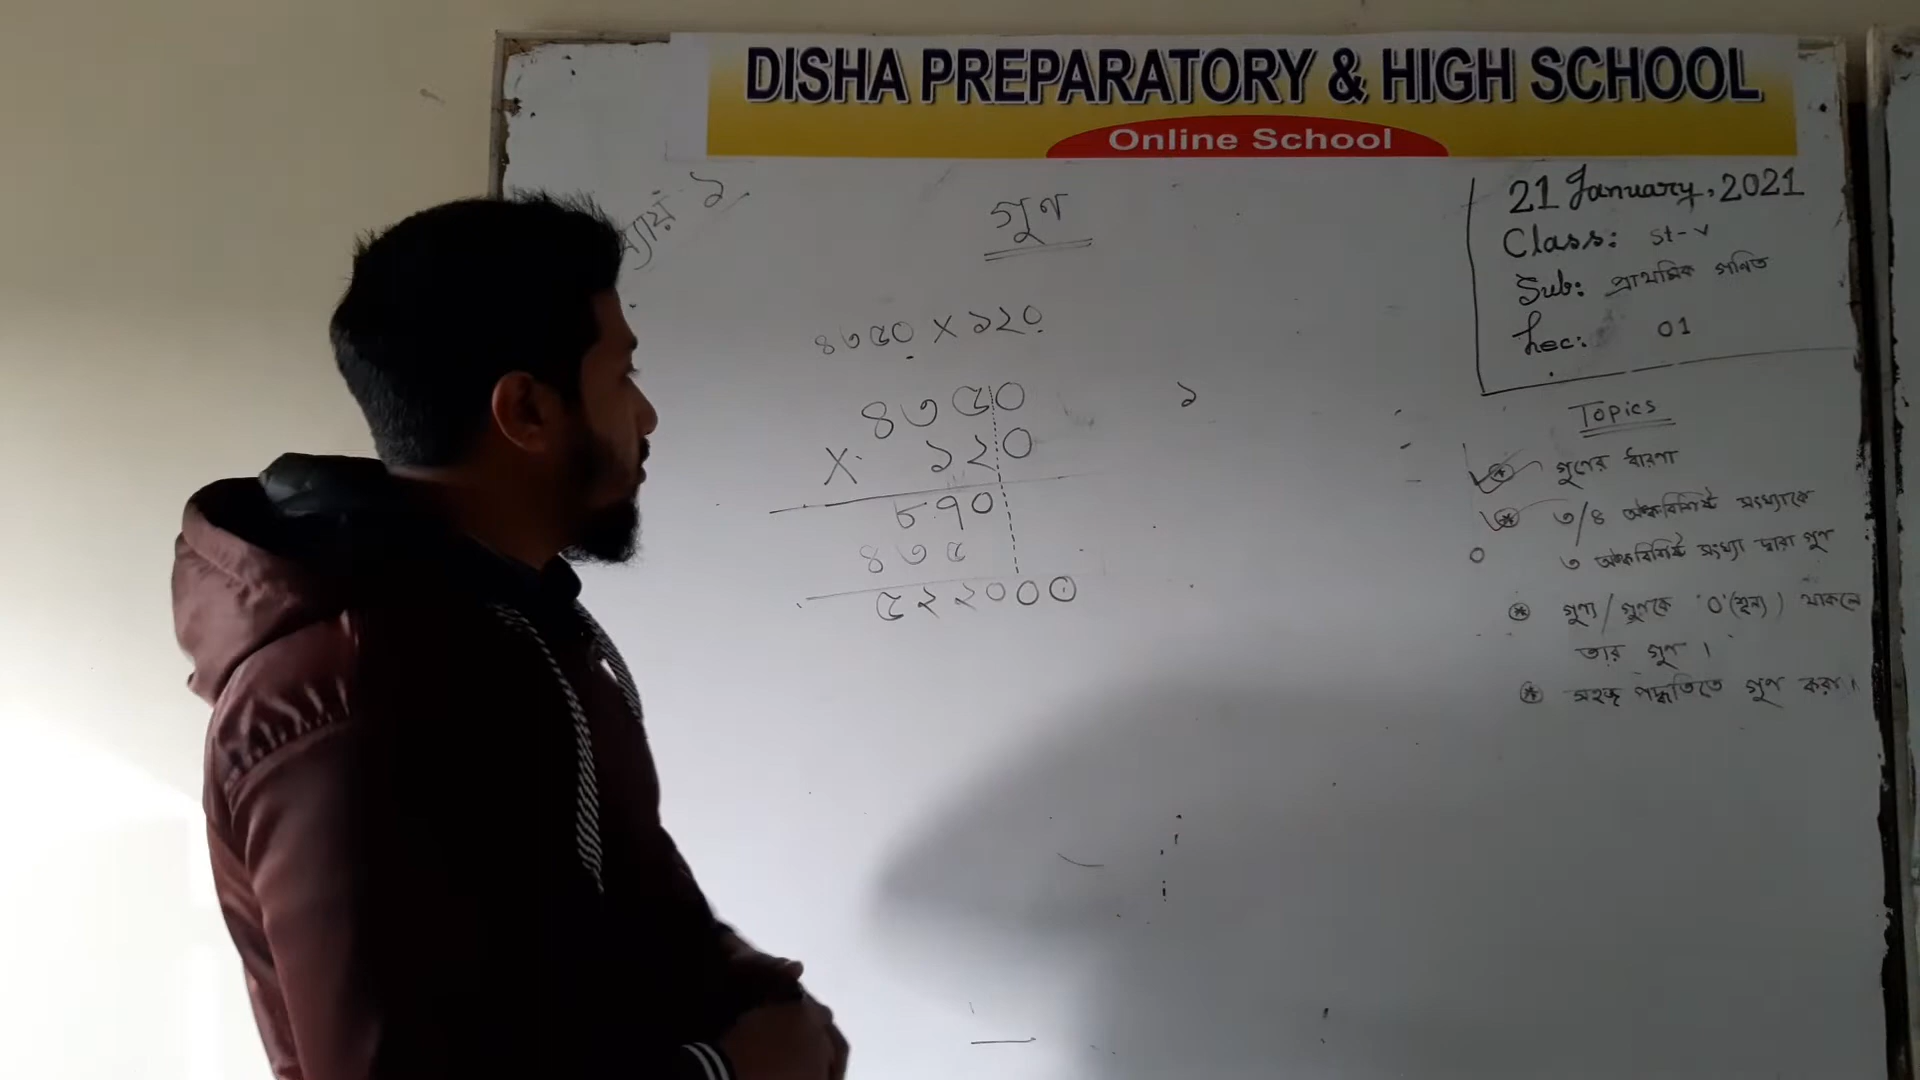 DISHA PREPARATORY & HIGH SCHOOL
Online School
১
গুণ
৪৩৫০ X ১২০
৪৩৫০
X ১২০
৮৭০
৪৩৫
৫২২০০০
১
21 January, 2021
Class: St-V
Sub: প্রাথমিক গণিত
Lec: 01
Topics
গুণের ধারণা
৩/৪ অঙ্কবিশিষ্ট সংখ্যাকে
৩ অঙ্কবিশিষ্ট সংখ্যা দ্বারা গুণ
গুণ্য/গুণকে '0'(শূন্য) থাকলে
তার গুণ।
সহজ পদ্ধতিতে গুণ করা।